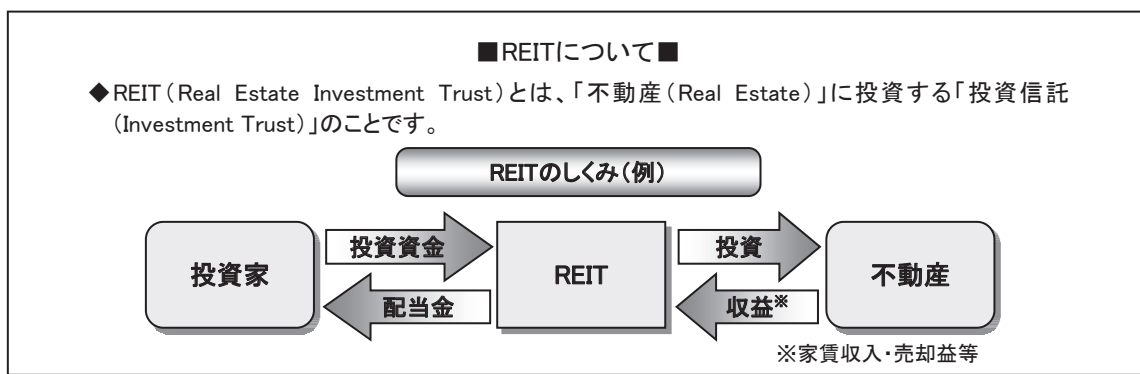 ■REITについて■
◆REIT（Real Estate Investment Trust）とは、「不動産（Real Estate）」に投資する「投資信託
（Investment Trust）」のことです。
REITのしくみ（例）
投資資金
投資
投資家
REIT
不動産
配当金
収益※
※家賃収入・売却益等